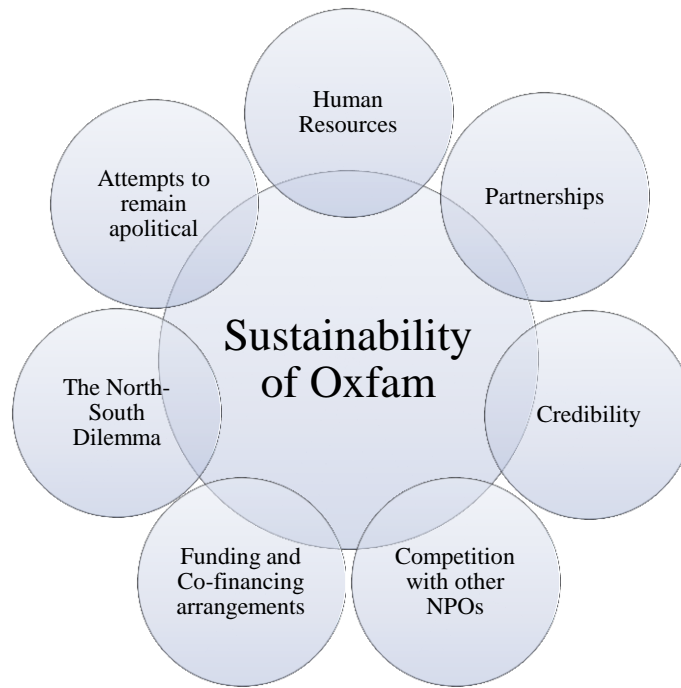 Human
Resources
Partnerships
Credibility
Competition
with other
NPOs
Funding and
Co-financing
arrangements
The North-
South
Dilemma
Attempts to
remain
apolitical
Sustainability
of Oxfam